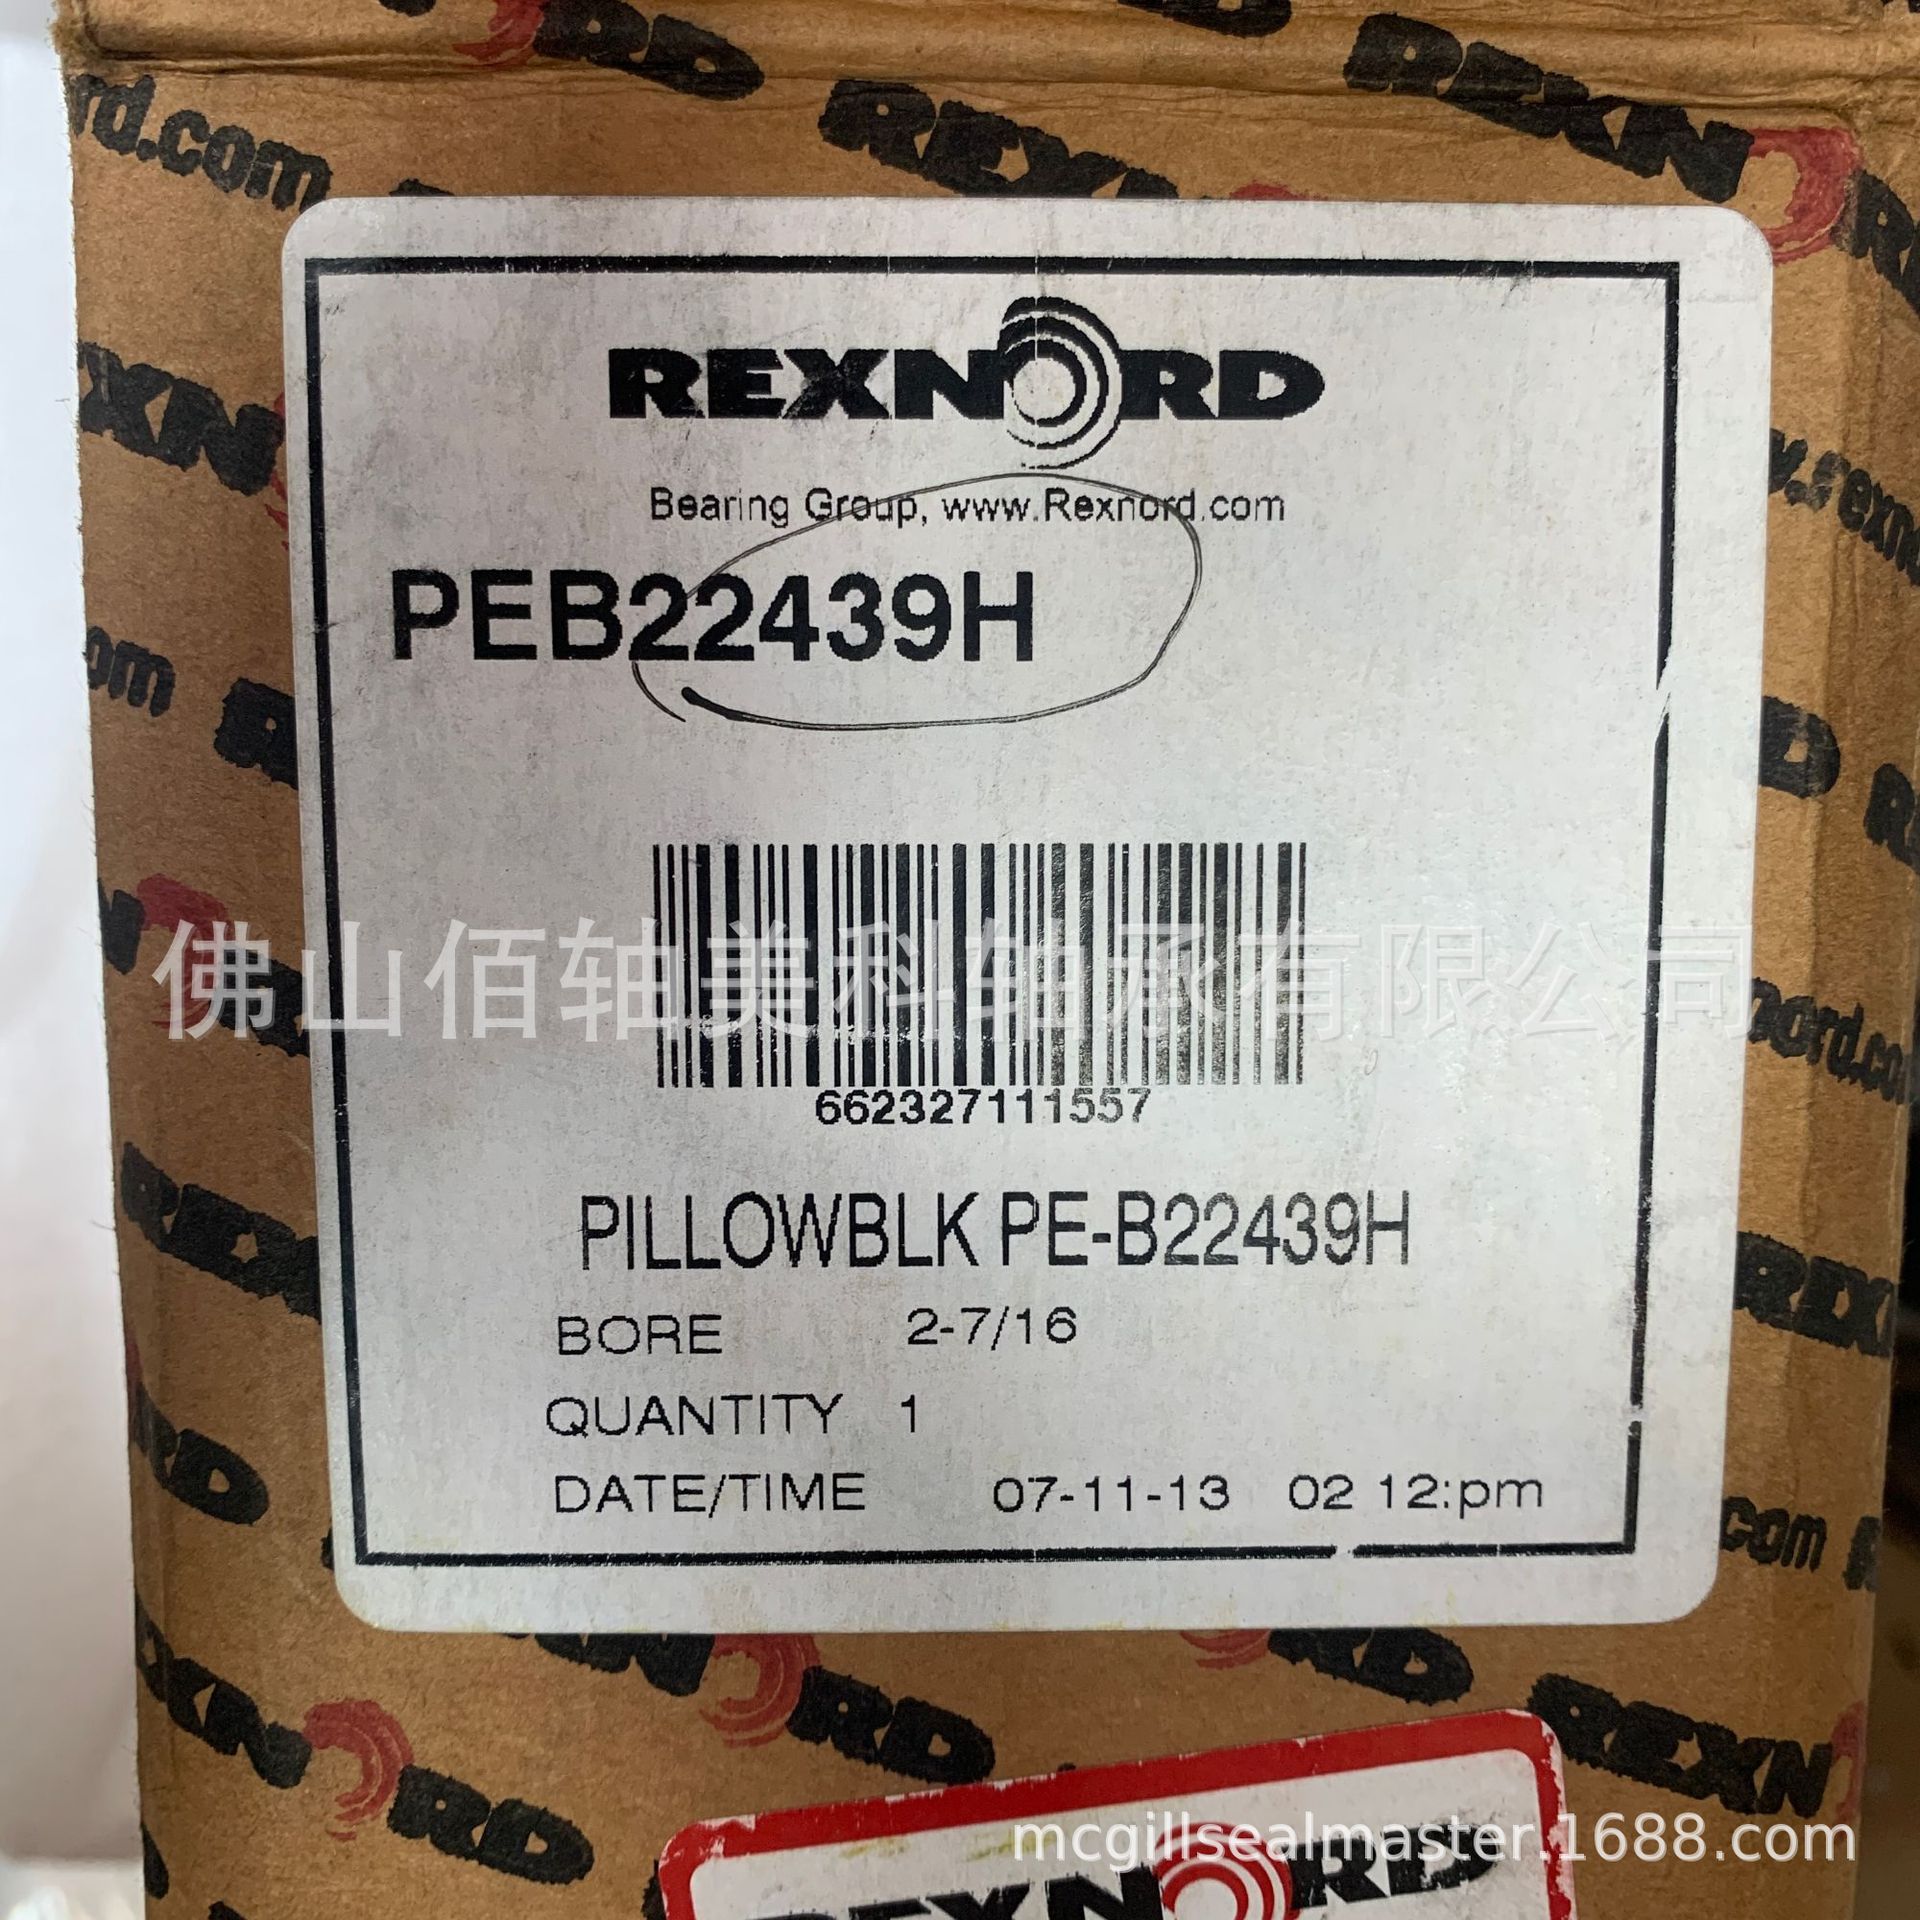 REXNORD
Bearing Group, www.Rexnord.com
PEB22439H
佛山佰轴美科轴承有限公司
662327111557
PILLOWBLK PE-B22439H
BORE 2-7/16
QUANTITY 1
DATE/TIME 07-11-13 02 12:pm
mcgillsealmaster.1688.com
REXNORD